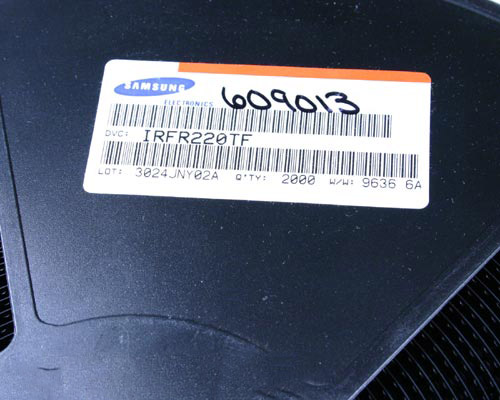 SAMSUNG
ELECTRONICS 609013
DVC: IRFR220TF
LOT: 3024JNY02A Q'TY: 2000 W/W: 9636 6A